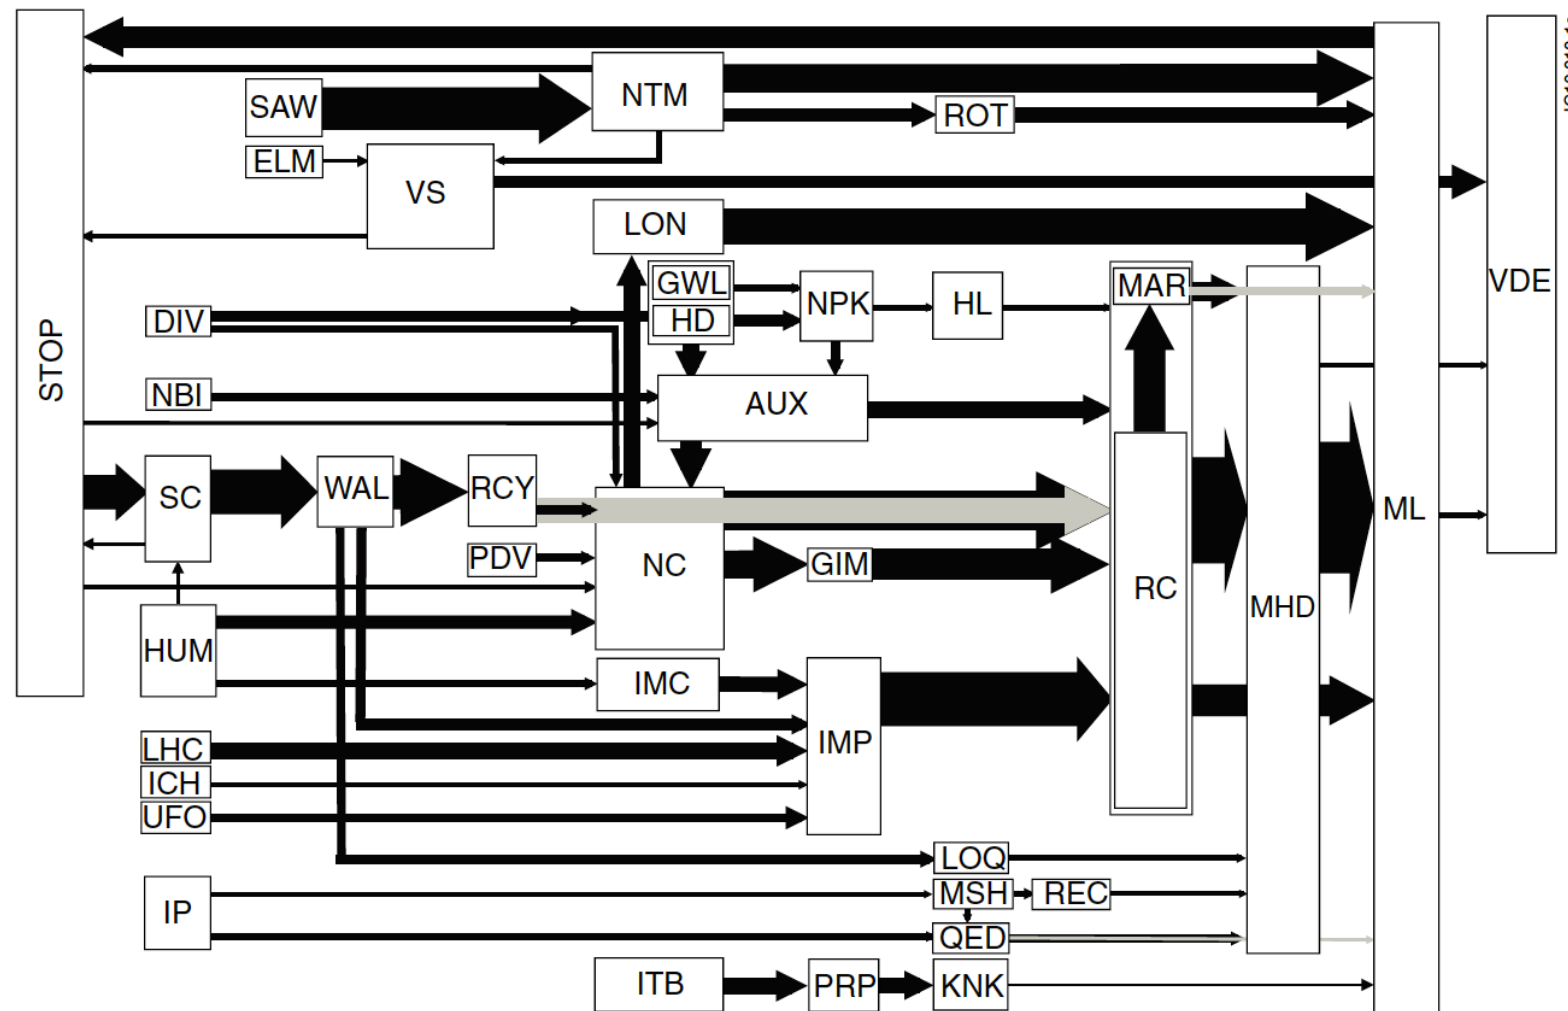 STOP
SAW
NTM
ROT
ELM
VS
LON
GWL
HD
NPK
HL
MAR
VDE
DIV
NBI
AUX
SC
WAL
RCY
PDV
NC
GIM
RC
ML
MHD
HUM
IMC
IMP
LHC
ICH
UFO
LOQ
IP
MSH
REC
QED
ITB
PRP
KNK